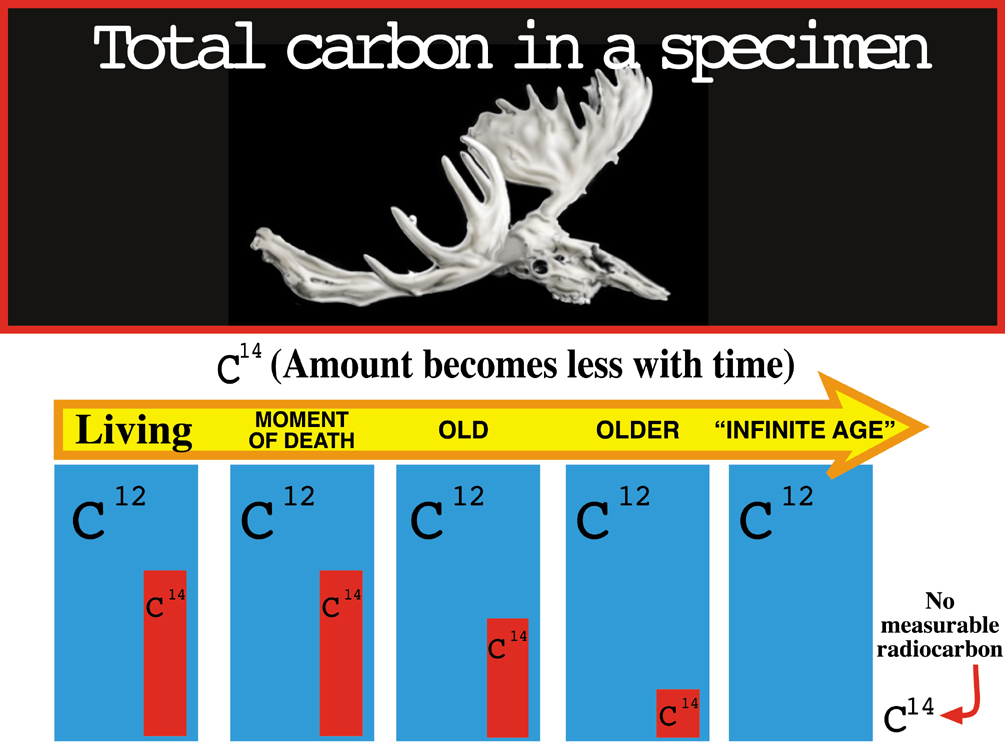 Total carbon in a specimen
C¹⁴ (Amount becomes less with time)
Living
MOMENT
OF DEATH
OLD
OLDER
“INFINITE AGE”
C¹²
C¹²
C¹²
C¹²
C¹²
C¹⁴
C¹⁴
C¹⁴
C¹⁴
No
measurable
radiocarbon
C¹⁴